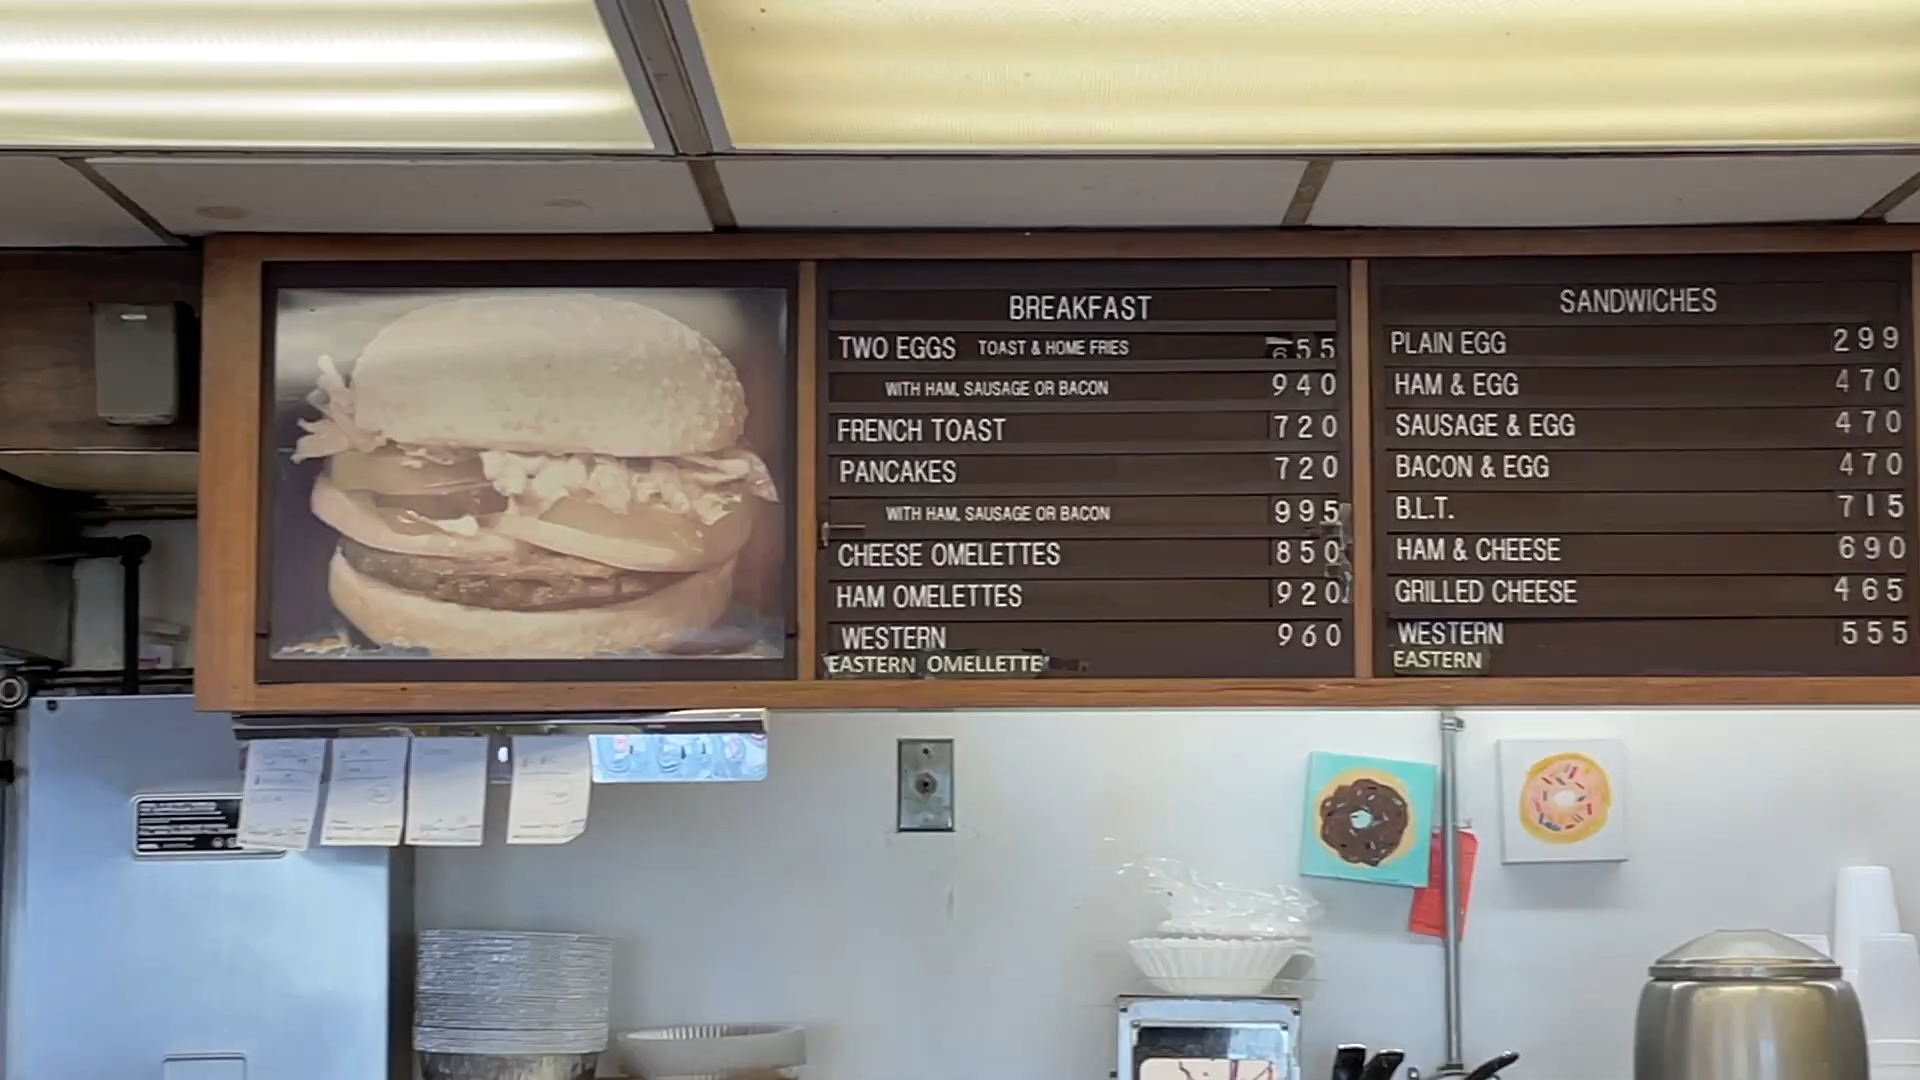 BREAKFAST
TWO EGGS TOAST & HOME FRIES 655
WITH HAM, SAUSAGE OR BACON 940
FRENCH TOAST 720
PANCAKES 720
WITH HAM, SAUSAGE OR BACON 995
CHEESE OMELETTES 850
HAM OMELETTES 920
WESTERN 960
EASTERN OMELLETTE
SANDWICHES
PLAIN EGG 299
HAM & EGG 470
SAUSAGE & EGG 470
BACON & EGG 470
B.L.T. 715
HAM & CHEESE 690
GRILLED CHEESE 465
WESTERN 555
EASTERN